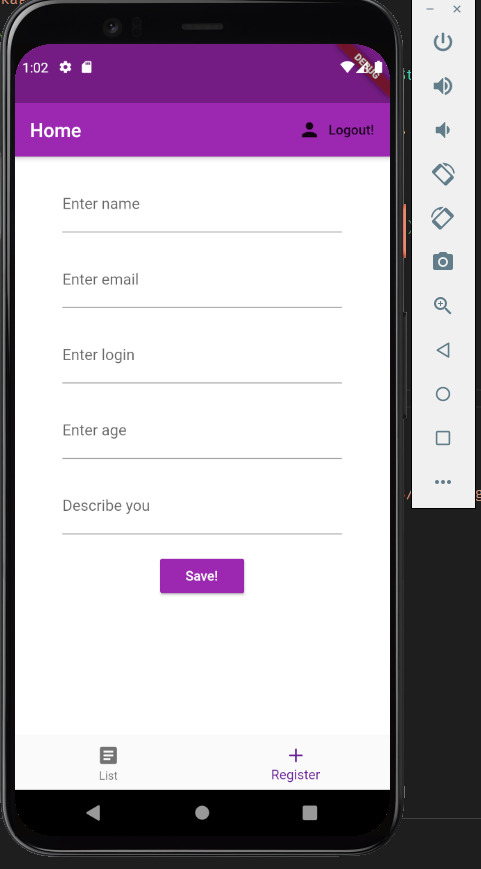 1:02
DEBUG
Home
Logout!
Enter name
Enter email
Enter login
Enter age
Describe you
Save!
List
Register